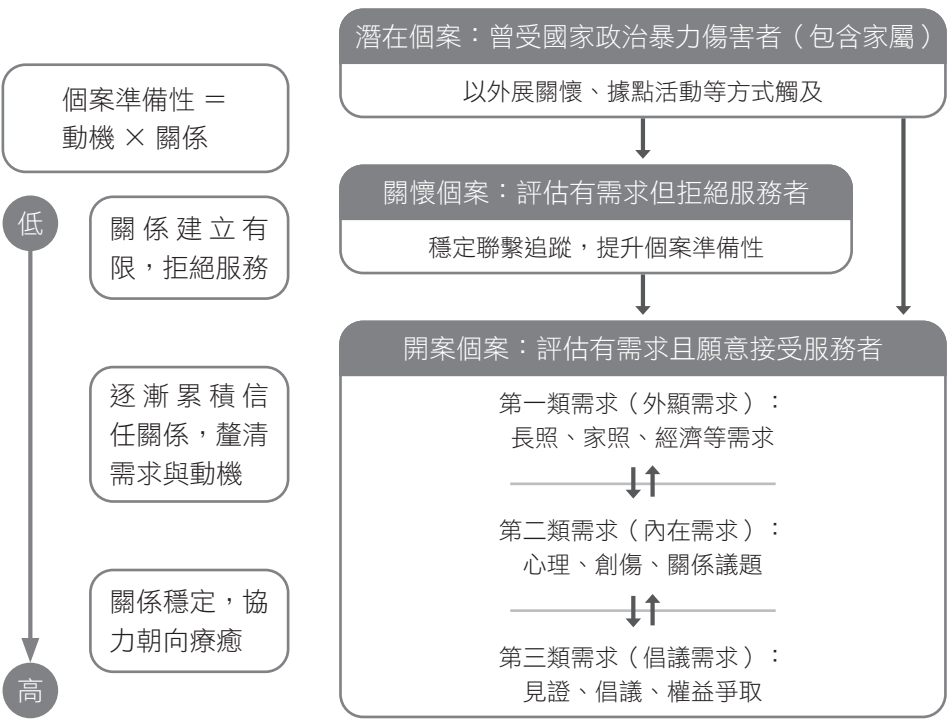 個案準備性 ＝
動機 × 關係
低
關係建立有
限，拒絕服務
逐漸累積信
任關係，釐清
需求與動機
關係穩定，協
力朝向療癒
高
潛在個案：曾受國家政治暴力傷害者（包含家屬）
以外展關懷、據點活動等方式觸及
關懷個案：評估有需求但拒絕服務者
穩定聯繫追蹤，提升個案準備性
開案個案：評估有需求且願意接受服務者
第一類需求（外顯需求）：
長照、家照、經濟等需求
第二類需求（內在需求）：
心理、創傷、關係議題
第三類需求（倡議需求）：
見證、倡議、權益爭取